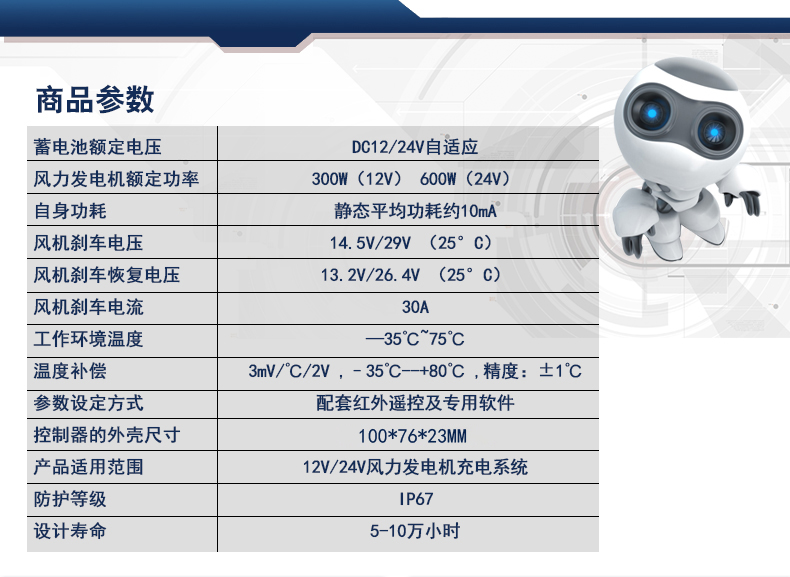 商品参数
蓄电池额定电压 DC12/24V自适应
风力发电机额定功率 300W（12V） 600W（24V）
自身功耗 静态平均功耗约10mA
风机刹车电压 14.5V/29V （25°C）
风机刹车恢复电压 13.2V/26.4V （25°C）
风机刹车电流 30A
工作环境温度 —35℃~75℃
温度补偿 3mV/℃/2V ，-35℃--+80℃ ,精度：±1℃
参数设定方式 配套红外遥控及专用软件
控制器的外壳尺寸 100*76*23MM
产品适用范围 12V/24V风力发电机充电系统
防护等级 IP67
设计寿命 5-10万小时